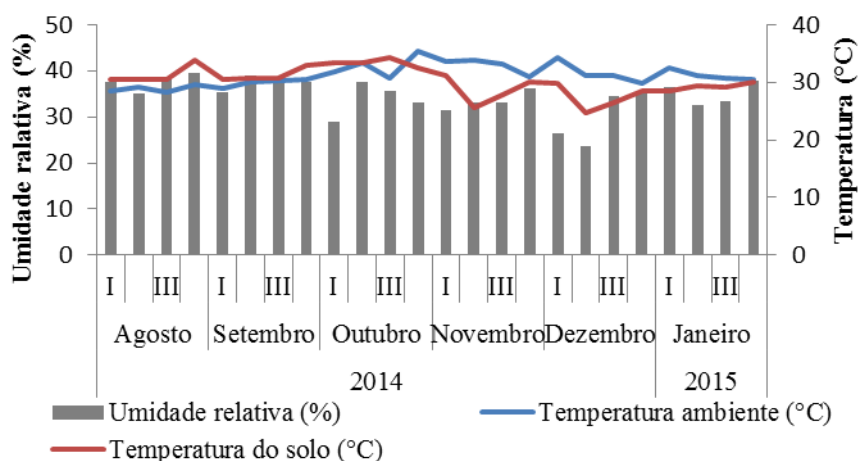 50
40
30
20
10
0
Umidade ralativa (%)
40
30
20
10
0
Temperatura (°C)
I III I III I III I III I III I III
Agosto Setembro Outubro Novembro Dezembro Janeiro
2014 2015
Umidade relativa (%) Temperatura ambiente (°C)
Temperatura do solo (°C)